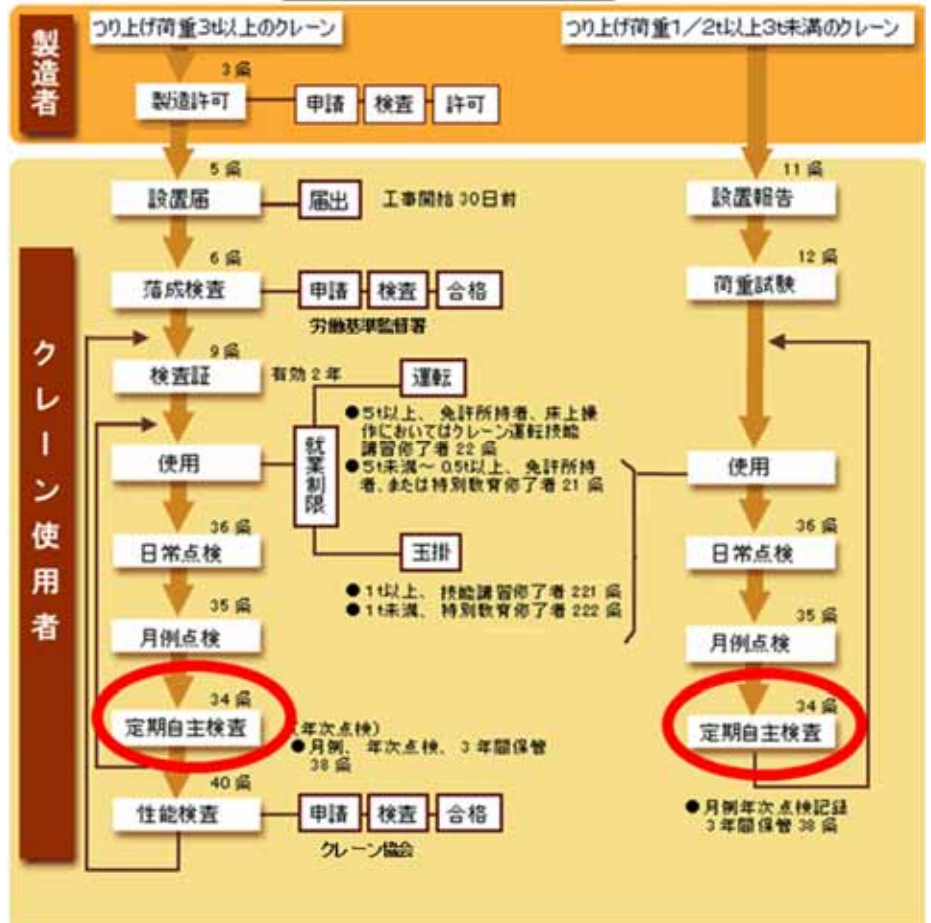 つり上げ荷重3t以上のクレーン
つり上げ荷重1／2t以上3t未満のクレーン
製造者
3条
製造許可
申請
検査
許可
5条
設置届
届出
工事開始30日前
11条
設置報告
クレーン使用者
6条
落成検査
申請
検査
合格
労働基準監督署
12条
荷重試験
9条
検査証
有効2年
運転
●5t以上、免許所持者、床上操
作においてはクレーン運転技能
講習修了者22条
●5t未満～0.5t以上、免許所持
者、または特別教育修了者21条
就業制限
使用
使用
玉掛
●1t以上、技能講習修了者221条
●1t未満、特別教育修了者222条
36条
日常点検
36条
日常点検
35条
月例点検
35条
月例点検
34条
定期自主検査
(年次点検)
●月例、年次点検、3年間保管
38条
34条
定期自主検査
●月例年次点検記録
3年間保管38条
40条
性能検査
申請
検査
合格
クレーン協会